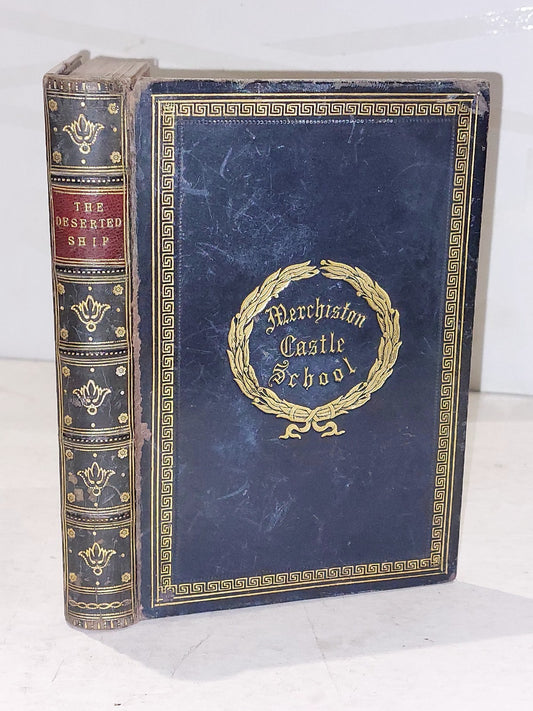 THE
DESERTED
SHIP
Merchiston
Castle
School